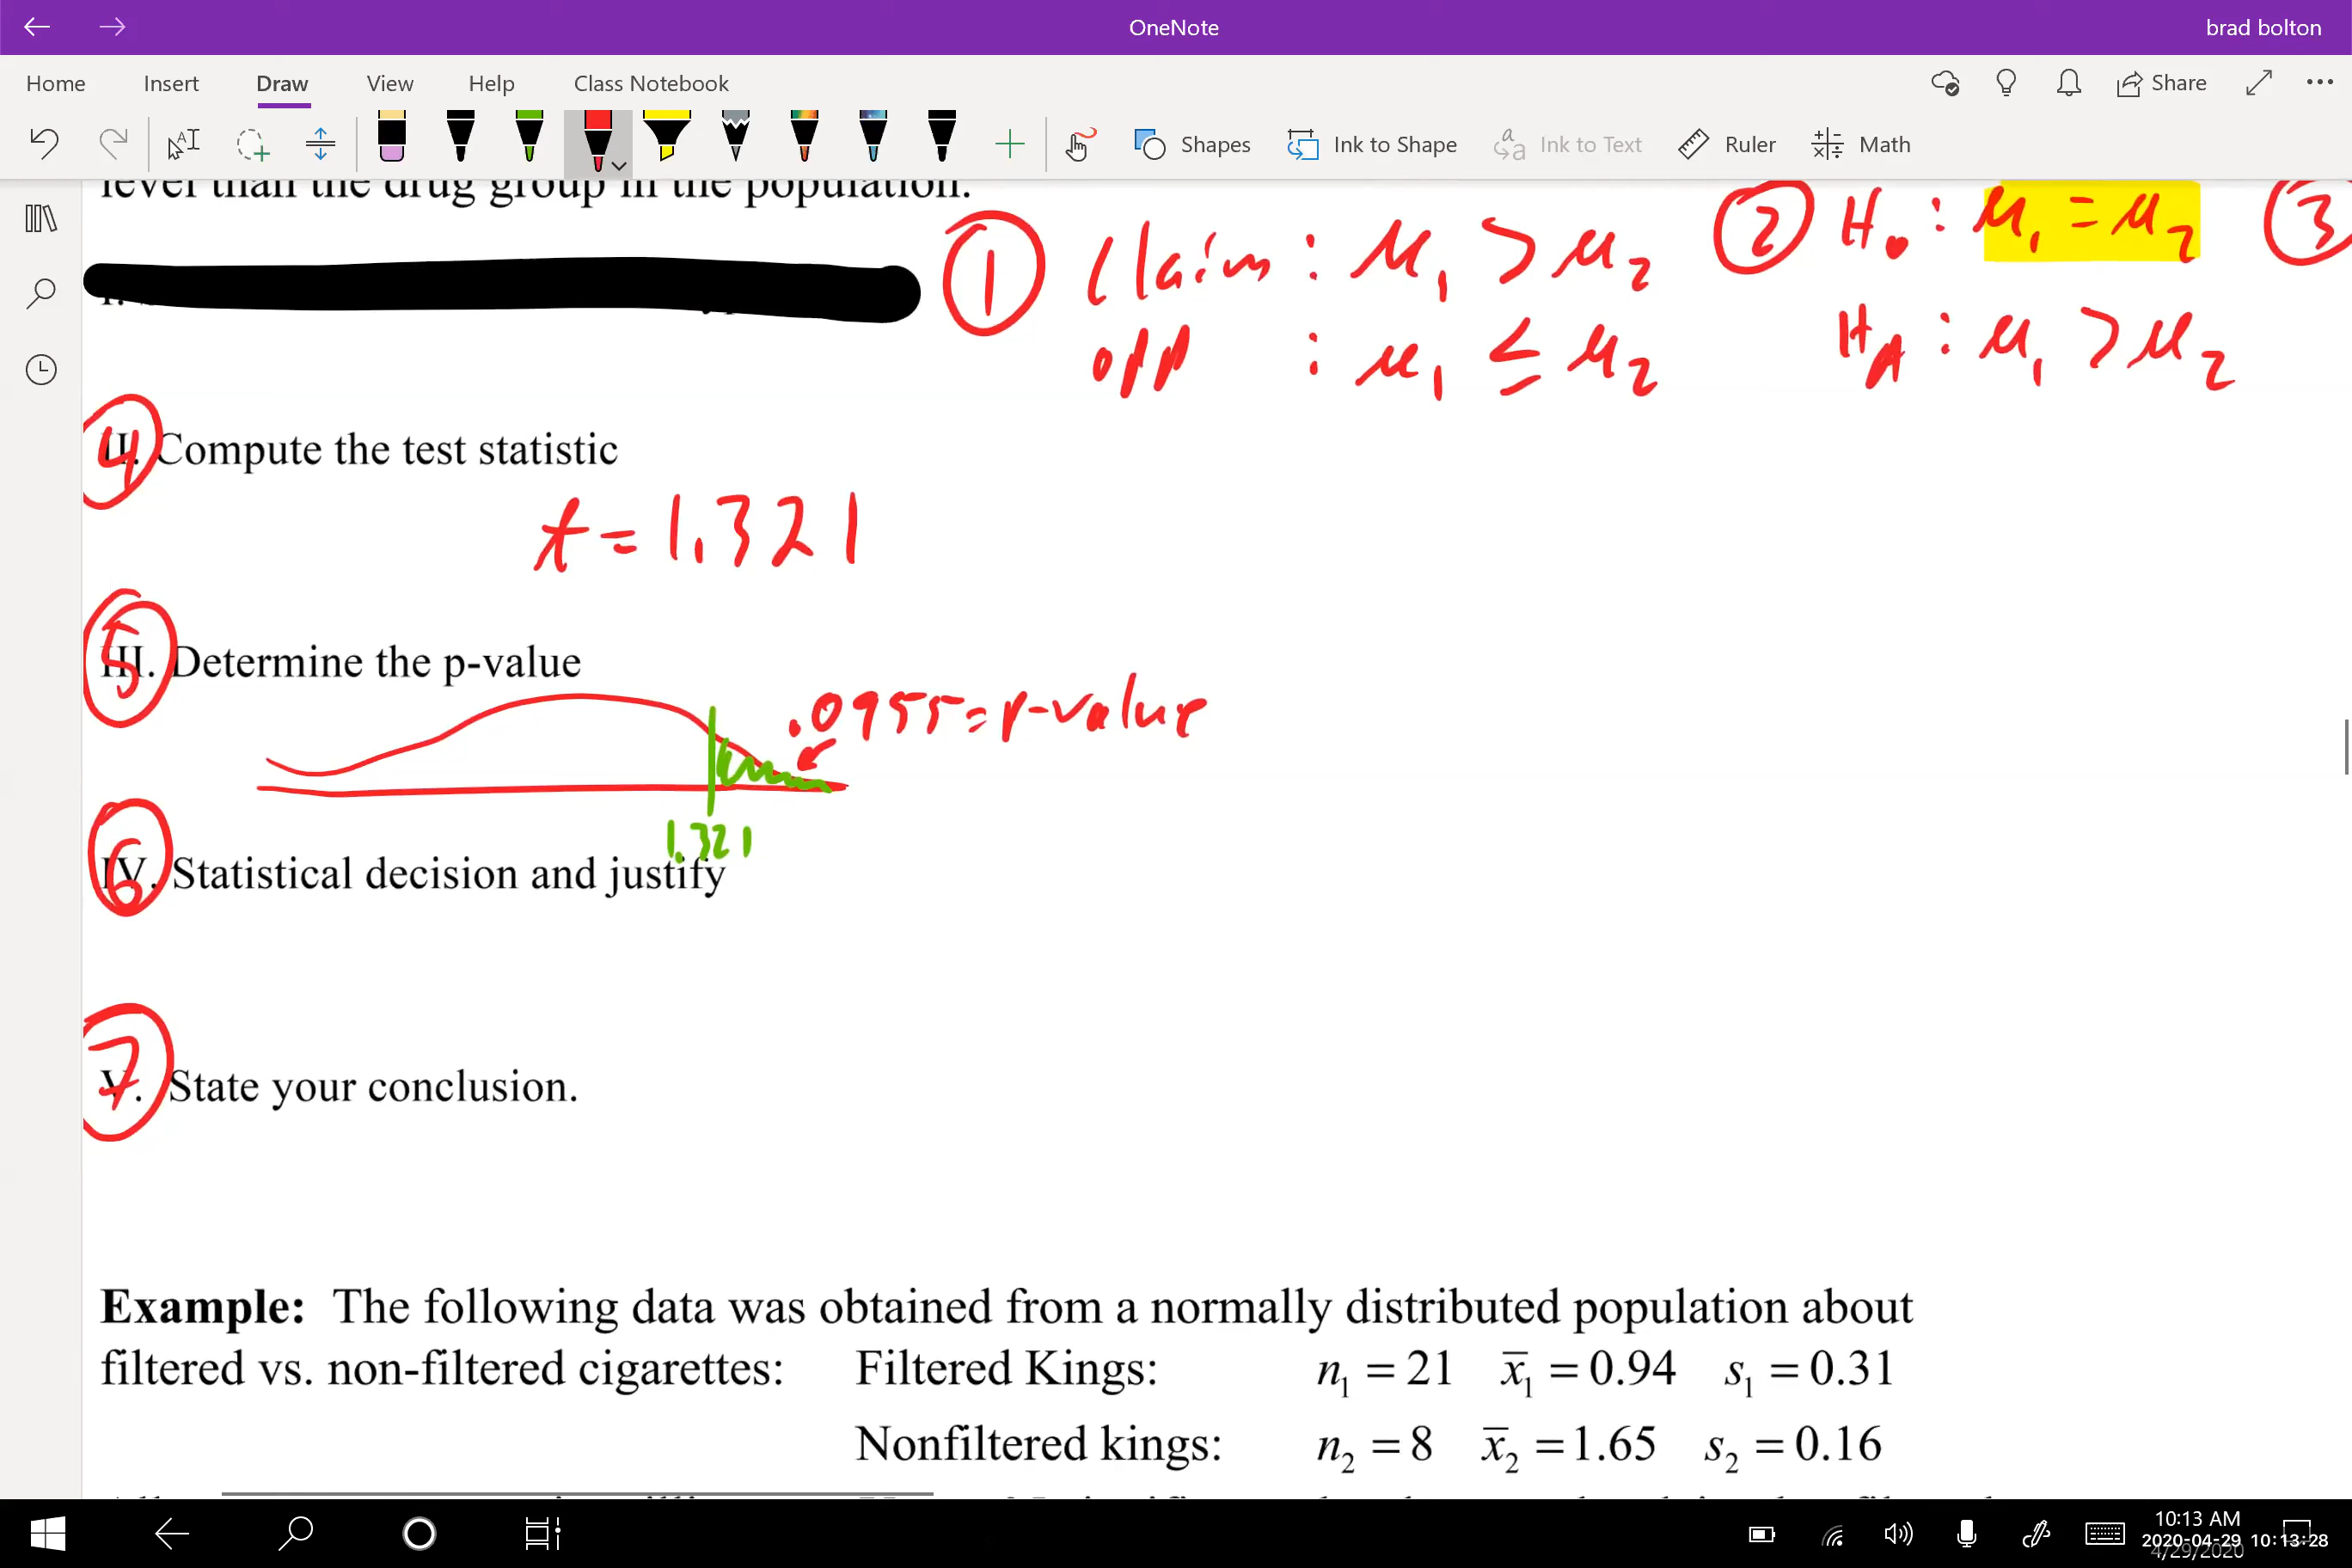 OneNote
brad bolton
Home Insert Draw View Help Class Notebook Share
Shapes Ink to Shape Ink to Text Ruler Math
level than the drug group in the population.
① Claim : μ₁ > μ₂
opp : μ₁ ≤ μ₂
② H₀ : μ₁ = μ₂
H_A : μ₁ > μ₂
③
④ II. Compute the test statistic
t = 1.321
⑤ III. Determine the p-value
.0955 = p-value
1.321
⑥ IV. Statistical decision and justify
⑦ V. State your conclusion.
Example: The following data was obtained from a normally distributed population about
filtered vs. non-filtered cigarettes: Filtered Kings: n₁ = 21 x̄₁ = 0.94 s₁ = 0.31
Nonfiltered kings: n₂ = 8 x̄₂ = 1.65 s₂ = 0.16
10:13 AM
2020-04-29 10:13:28
4/29/2020